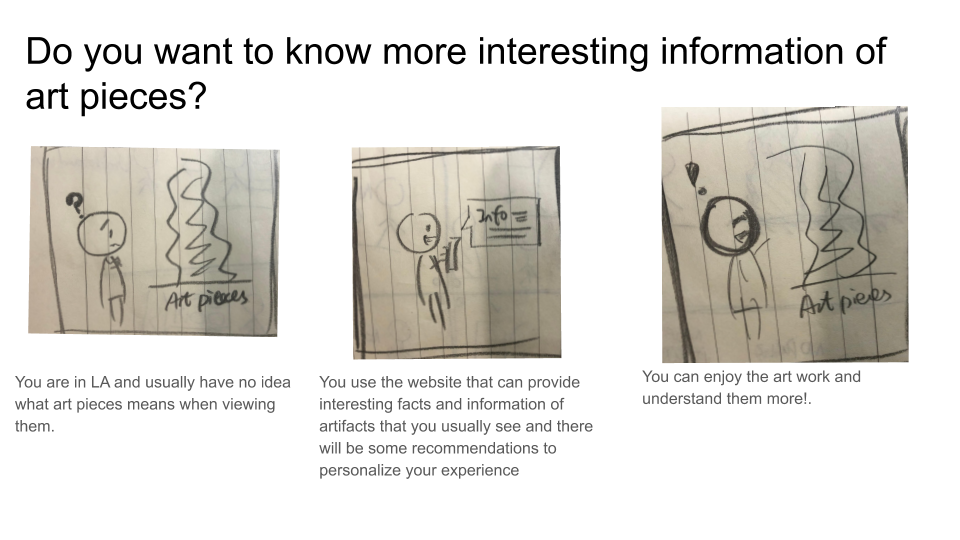 Do you want to know more interesting information of
art pieces?
?
Art pieces
Info
!
Art pieces
You are in LA and usually have no idea
what art pieces means when viewing
them.
You use the website that can provide
interesting facts and information of
artifacts that you usually see and there
will be some recommendations to
personalize your experience
You can enjoy the art work and
understand them more!.